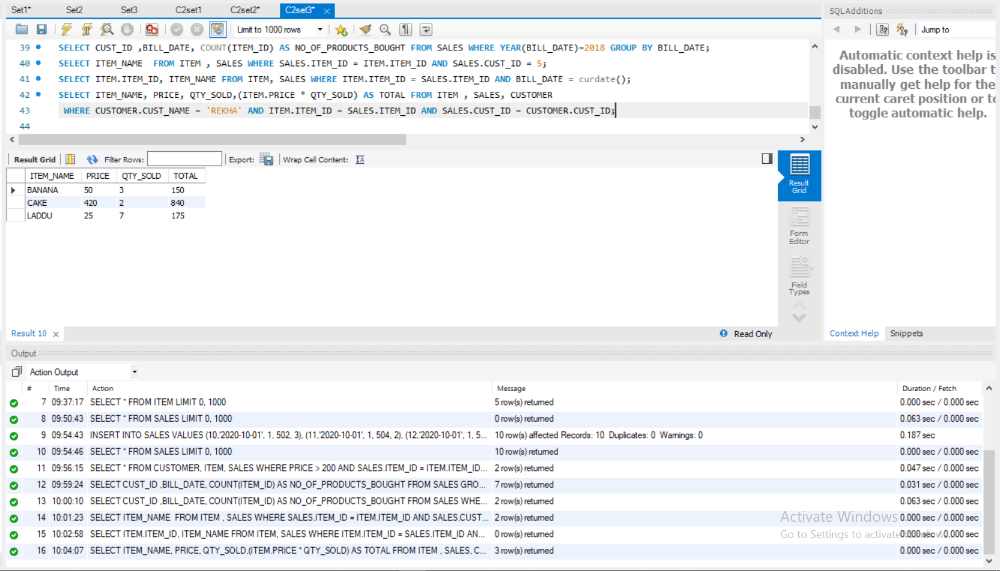 Set1* Set2 Set3 C2set1 C2set2* C2set3*
SQLAdditions
Limit to 1000 rows
Jump to
39 SELECT CUST_ID ,BILL_DATE, COUNT(ITEM_ID) AS NO_OF_PRODUCTS_BOUGHT FROM SALES WHERE YEAR(BILL_DATE)=2018 GROUP BY BILL_DATE;
40 SELECT ITEM_NAME FROM ITEM , SALES WHERE SALES.ITEM_ID = ITEM.ITEM_ID AND SALES.CUST_ID = 5;
41 SELECT ITEM.ITEM_ID, ITEM_NAME FROM ITEM, SALES WHERE ITEM.ITEM_ID = SALES.ITEM_ID AND BILL_DATE = curdate();
42 SELECT ITEM_NAME, PRICE, QTY_SOLD,(ITEM.PRICE * QTY_SOLD) AS TOTAL FROM ITEM , SALES, CUSTOMER
43 WHERE CUSTOMER.CUST_NAME = 'REKHA' AND ITEM.ITEM_ID = SALES.ITEM_ID AND SALES.CUST_ID = CUSTOMER.CUST_ID;
44
Automatic context help is
disabled. Use the toolbar t
manually get help for the
current caret position or to
toggle automatic help.
Result Grid Filter Rows: Export: Wrap Cell Content:
ITEM_NAME PRICE QTY_SOLD TOTAL
BANANA 50 3 150
CAKE 420 2 840
LADDU 25 7 175
Result
Grid
Form
Editor
Field
Types
Result 10
Read Only
Context Help Snippets
Output
Action Output
# Time Action Message Duration / Fetch
7 09:37:17 SELECT * FROM ITEM LIMIT 0, 1000 5 row(s) returned 0.000 sec / 0.000 sec
8 09:50:43 SELECT * FROM SALES LIMIT 0, 1000 0 row(s) returned 0.063 sec / 0.000 sec
9 09:54:43 INSERT INTO SALES VALUES (10,'2020-10-01', 1, 502, 3), (11,'2020-10-01', 1, 504, 2), (12,'2020-10-01', 1, 5... 10 row(s) affected Records: 10 Duplicates: 0 Warnings: 0 0.187 sec
10 09:54:46 SELECT * FROM SALES LIMIT 0, 1000 10 row(s) returned 0.000 sec / 0.000 sec
11 09:56:15 SELECT * FROM CUSTOMER, ITEM, SALES WHERE PRICE > 200 AND SALES.ITEM_ID = ITEM.ITEM_ID... 2 row(s) returned 0.047 sec / 0.000 sec
12 09:59:24 SELECT CUST_ID ,BILL_DATE, COUNT(ITEM_ID) AS NO_OF_PRODUCTS_BOUGHT FROM SALES GRO... 7 row(s) returned 0.031 sec / 0.000 sec
13 10:00:10 SELECT CUST_ID ,BILL_DATE, COUNT(ITEM_ID) AS NO_OF_PRODUCTS_BOUGHT FROM SALES WHE... 2 row(s) returned 0.063 sec / 0.000 sec
14 10:01:23 SELECT ITEM_NAME FROM ITEM , SALES WHERE SALES.ITEM_ID = ITEM.ITEM_ID AND SALES.CUST... 2 row(s) returned 0.000 sec / 0.000 sec
15 10:02:58 SELECT ITEM.ITEM_ID, ITEM_NAME FROM ITEM, SALES WHERE ITEM.ITEM_ID = SALES.ITEM_ID AN... 0 row(s) returned 0.000 sec / 0.000 sec
16 10:04:07 SELECT ITEM_NAME, PRICE, QTY_SOLD,(ITEM.PRICE * QTY_SOLD) AS TOTAL FROM ITEM , SALES, C... 3 row(s) returned 0.000 sec / 0.000 sec
Activate Windows
Go to Settings to activate Windows.